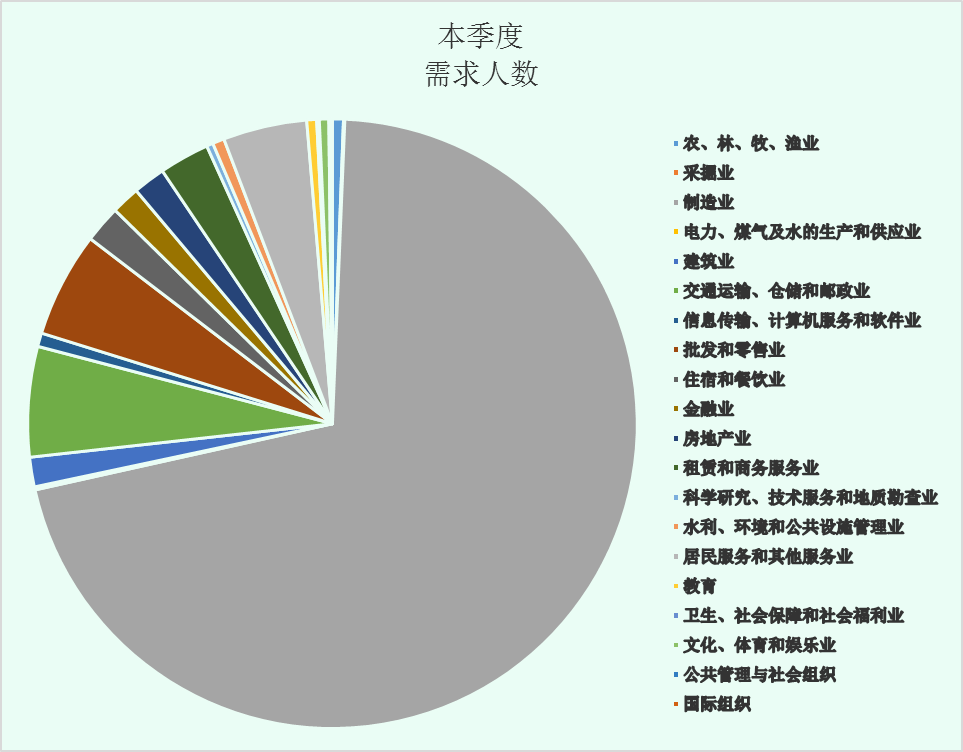 本季度
需求人数
农、林、牧、渔业
采掘业
制造业
电力、煤气及水的生产和供应业
建筑业
交通运输、仓储和邮政业
信息传输、计算机服务和软件业
批发和零售业
住宿和餐饮业
金融业
房地产业
租赁和商务服务业
科学研究、技术服务和地质勘查业
水利、环境和公共设施管理业
居民服务和其他服务业
教育
卫生、社会保障和社会福利业
文化、体育和娱乐业
公共管理与社会组织
国际组织